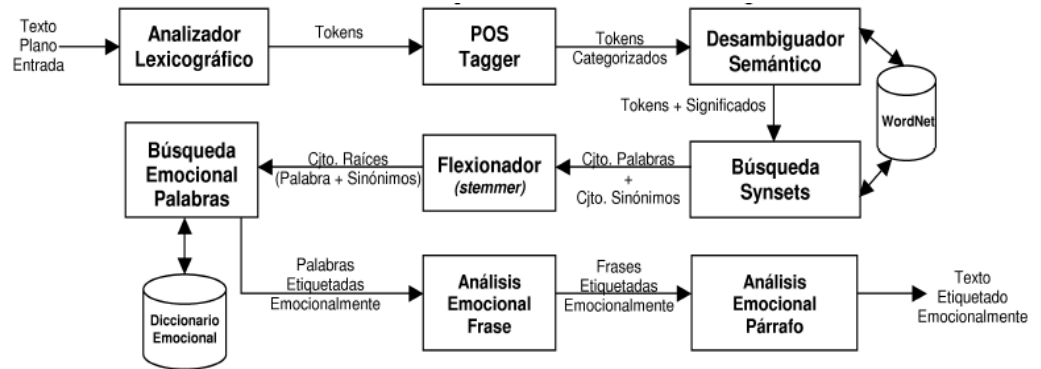 Texto
Plano
Entrada
Analizador
Lexicográfico
Tokens
POS
Tagger
Tokens
Categorizados
Desambiguador
Semántico
WordNet
Tokens + Significados
Búsqueda
Synsets
Cjto. Palabras
+
Cjto. Sinónimos
Flexionador
(stemmer)
Cjto. Raíces
(Palabra + Sinónimos)
Búsqueda
Emocional
Palabras
Diccionario
Emocional
Palabras
Etiquetadas
Emocionalmente
Análisis
Emocional
Frase
Frases
Etiquetadas
Emocionalmente
Análisis
Emocional
Párrafo
Texto
Etiquetado
Emocionalmente